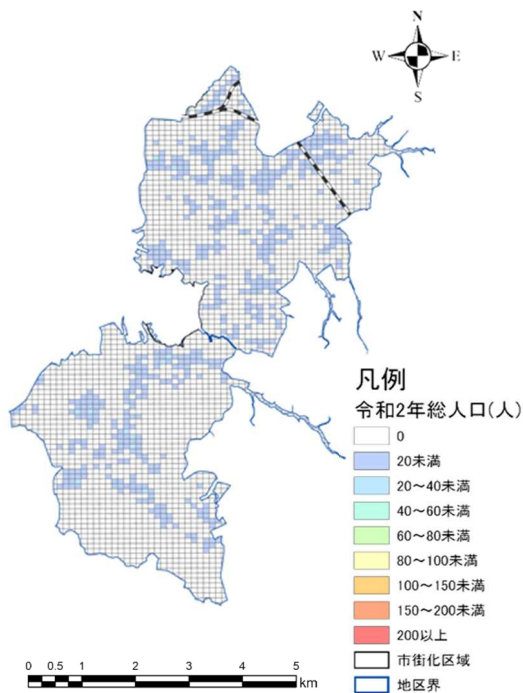 N
W E
S
凡例
令和2年総人口(人)
0
20未満
20～40未満
40～60未満
60～80未満
80～100未満
100～150未満
150～200未満
200以上
市街化区域
地区界
0 0.5 1 2 3 4 5
km